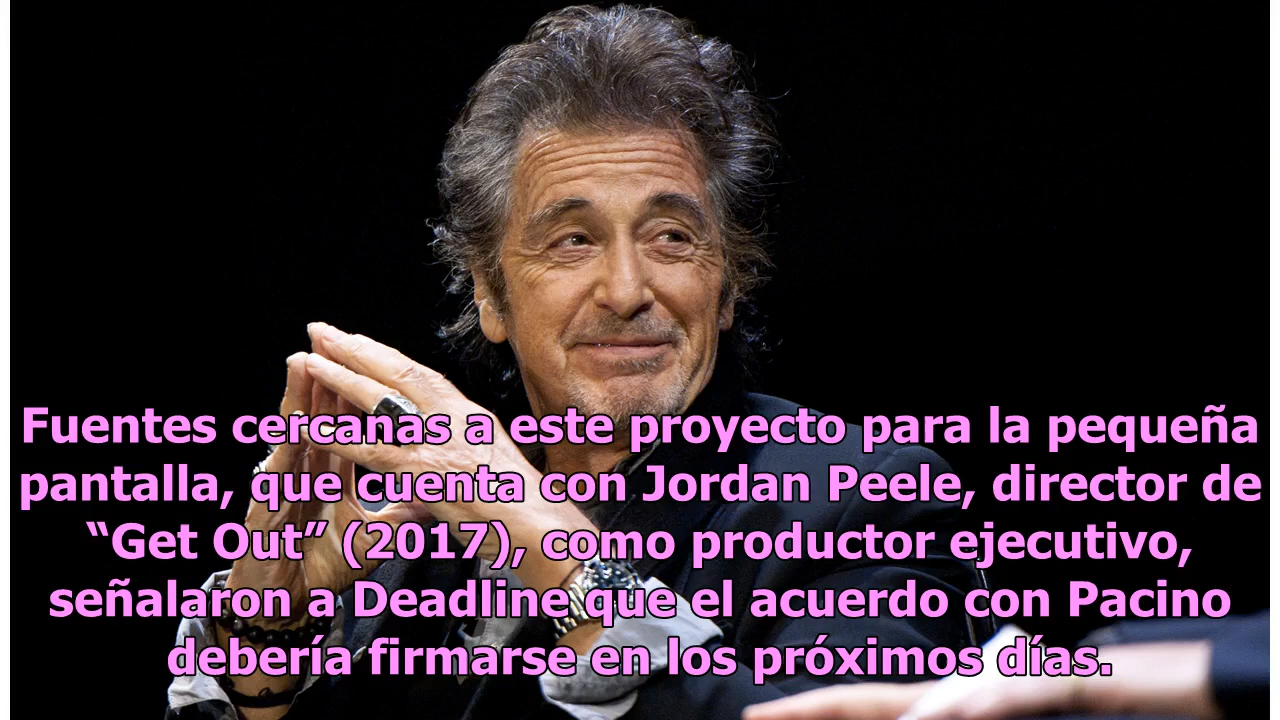 Fuentes cercanas a este proyecto para la pequeña
pantalla, que cuenta con Jordan Peele, director de
“Get Out” (2017), como productor ejecutivo,
señalaron a Deadline que el acuerdo con Pacino
debería firmarse en los próximos días.